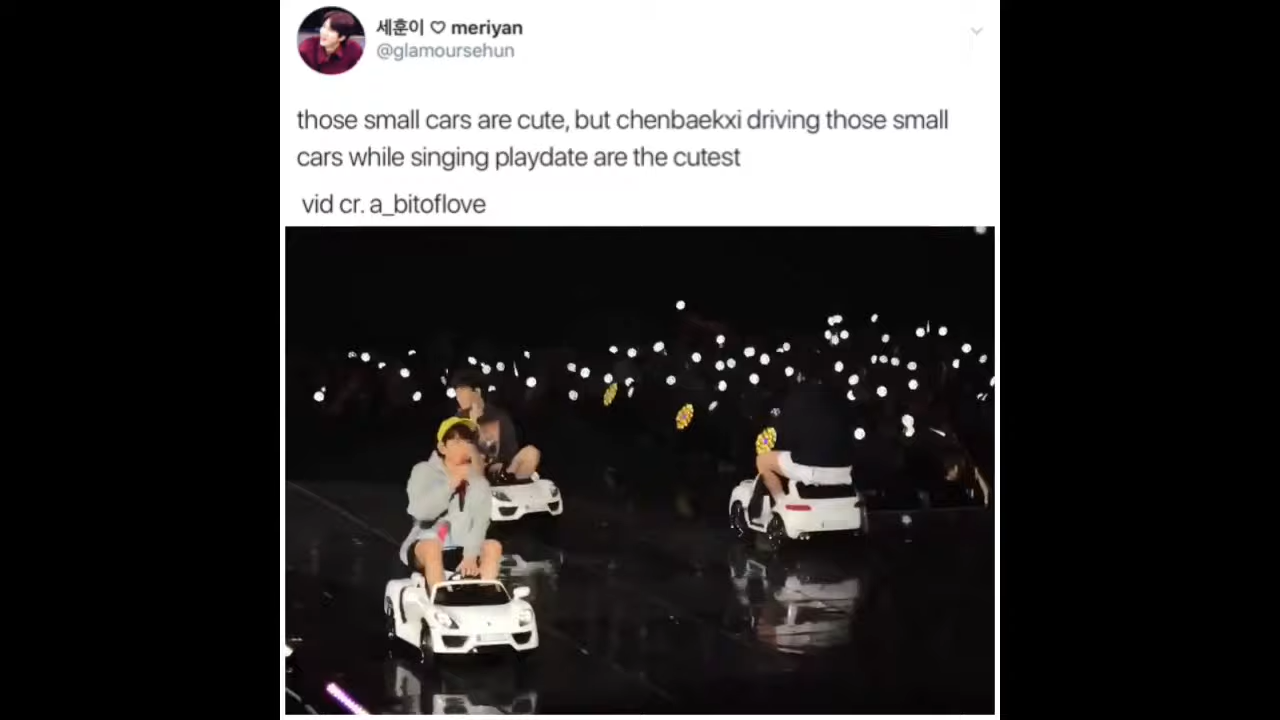 세훈이 ♡ meriyan
@glamoursehun
those small cars are cute, but chenbaekxi driving those small
cars while singing playdate are the cutest
vid cr. a_bitoflove